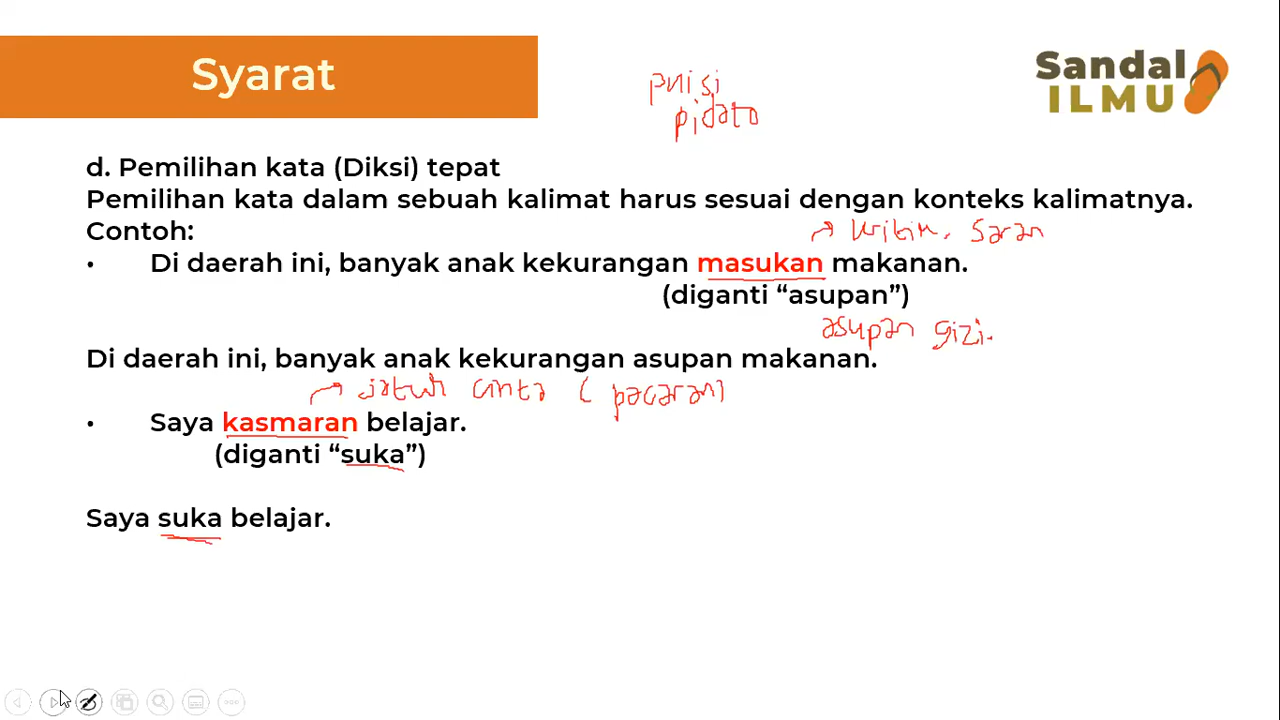 Syarat
Sandal
ILMU
puisi
pidato
d. Pemilihan kata (Diksi) tepat
Pemilihan kata dalam sebuah kalimat harus sesuai dengan konteks kalimatnya.
Contoh:
saran
• Di daerah ini, banyak anak kekurangan masukan makanan.
(diganti “asupan”)
asupan gizi.
Di daerah ini, banyak anak kekurangan asupan makanan.
jatuh cinta (pacaran)
• Saya kasmaran belajar.
(diganti “suka”)
Saya suka belajar.